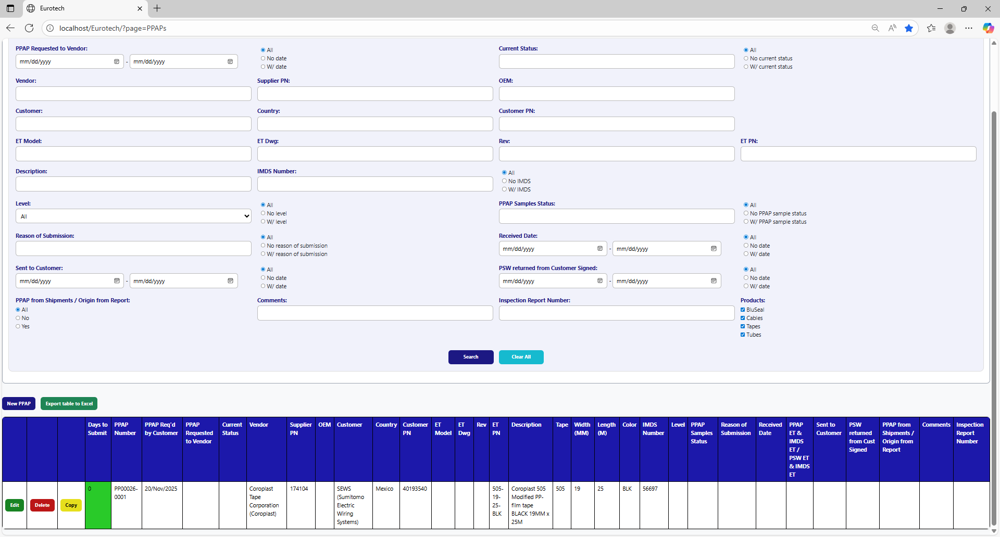 Eurotech
localhost/Eurotech/?page=PPAPs
PPAP Requested to Vendor:
mm/dd/yyyy - mm/dd/yyyy
All
No date
W/ date
Current Status:
All
No current status
W/ current status
Vendor:
Supplier PN:
OEM:
Customer:
Country:
Customer PN:
ET Model:
ET Dwg:
Rev:
ET PN:
Description:
IMDS Number:
All
No IMDS
W/ IMDS
Level:
All
All
No level
W/ level
PPAP Samples Status:
All
No PPAP sample status
W/ PPAP sample status
Reason of Submission:
All
No reason of submission
W/ reason of submission
Received Date:
mm/dd/yyyy - mm/dd/yyyy
All
No date
W/ date
Sent to Customer:
mm/dd/yyyy - mm/dd/yyyy
All
No date
W/ date
PSW returned from Customer Signed:
mm/dd/yyyy - mm/dd/yyyy
All
No date
W/ date
PPAP from Shipments / Origin from Report:
All
No
Yes
Comments:
Inspection Report Number:
Products:
BluSeal
Cables
Tapes
Tubes
Search
Clear All
New PPAP
Export table to Excel
Days to
Submit
PPAP
Number
PPAP Req'd
by Customer
PPAP
Requested
to Vendor
Current
Status
Vendor
Supplier
PN
OEM
Customer
Country
Customer
PN
ET
Model
ET
Dwg
Rev
ET
PN
Description
Tape
Width
(MM)
Length
(M)
Color
IMDS
Number
Level
PPAP
Samples
Status
Reason of
Submission
Received
Date
PPAP
ET &
IMDS
ET /
PSW ET
& IMDS
ET
Sent to
Customer
PSW
returned
from Cust
Signed
PPAP from
Shipments /
Origin from
Report
Comments
Inspection
Report
Number
Edit
Delete
Copy
0
PP00026-
0001
20/Nov/2025
Coroplast
Tape
Corporation
(Coroplast)
174104
SEWS
(Sumitomo
Electric
Wiring
Systems)
Mexico
40193540
505-
19-
25-
BLK
Coroplast 505
Modified PP-
film tape
BLACK 19MM x
25M
505
19
25
BLK
56697